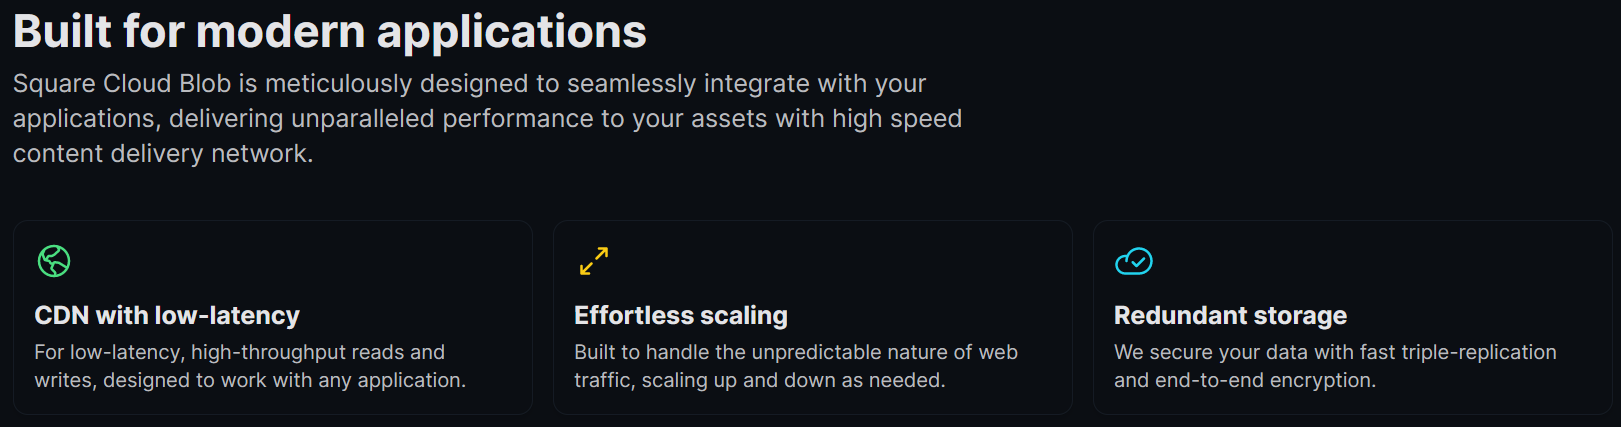 Built for modern applications
Square Cloud Blob is meticulously designed to seamlessly integrate with your
applications, delivering unparalleled performance to your assets with high speed
content delivery network.
CDN with low-latency
For low-latency, high-throughput reads and
writes, designed to work with any application.
Effortless scaling
Built to handle the unpredictable nature of web
traffic, scaling up and down as needed.
Redundant storage
We secure your data with fast triple-replication
and end-to-end encryption.